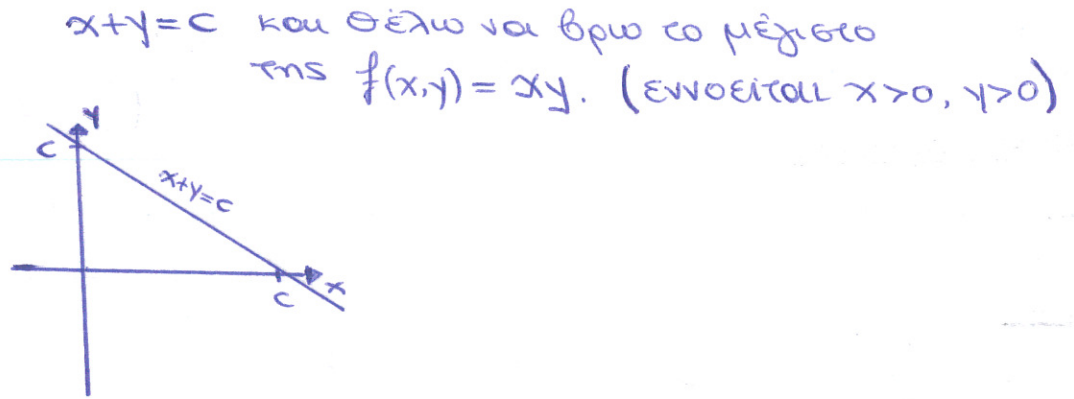 x+y=c και θέλω να βρω το μέγιστο
της f(x,y) = xy. (εννοείται x>0, y>0)
y
c
x+y=c
x
c